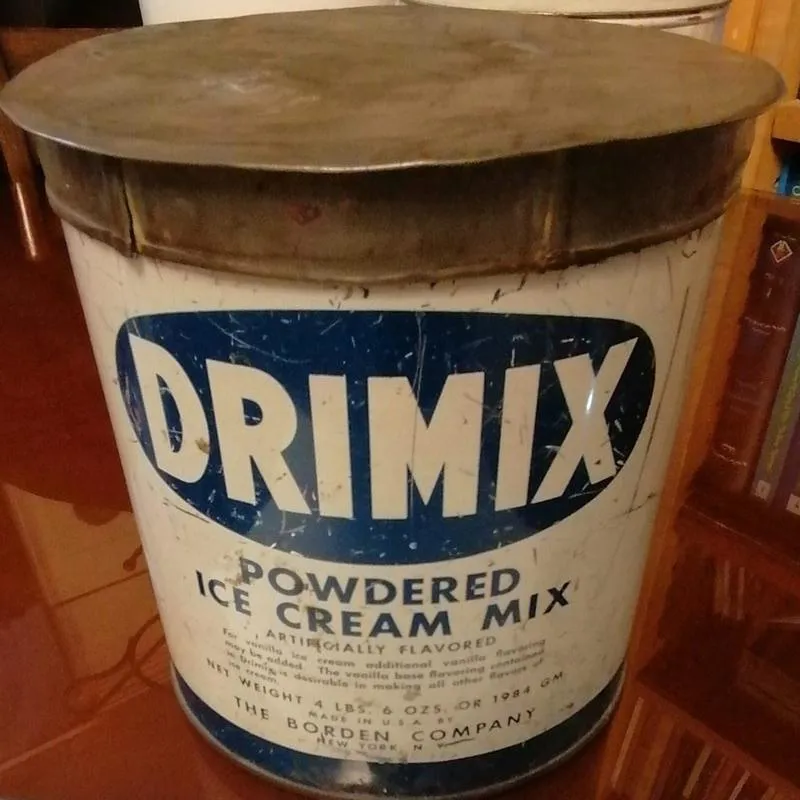 DRIMIX
POWDERED
ICE CREAM MIX
ARTIFICIALLY FLAVORED
For vanilla ice cream additional vanilla flavoring
may be added. The vanilla base flavoring contained
in Drimix is desirable in making all other flavors of
ice cream.
NET WEIGHT 4 LBS. 6 OZS. OR 1984 GM
MADE IN U.S.A. BY
THE BORDEN COMPANY
NEW YORK, N.Y.